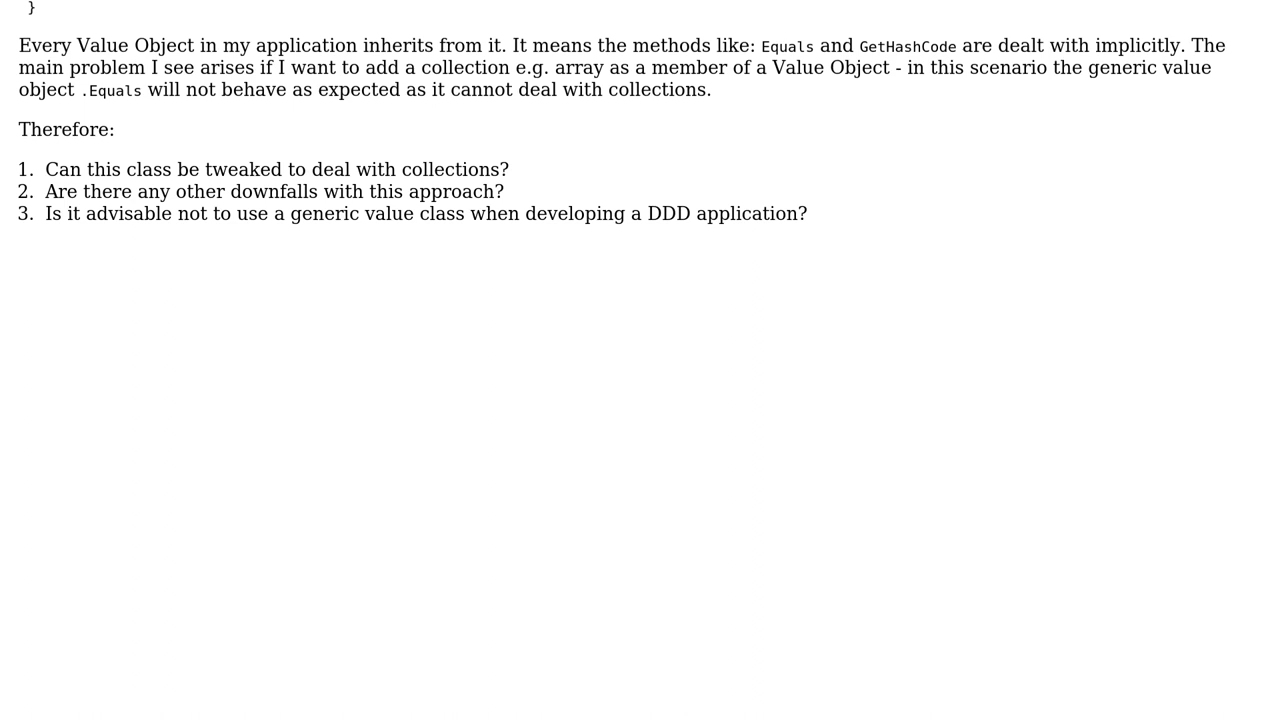 }
Every Value Object in my application inherits from it. It means the methods like: Equals and GetHashCode are dealt with implicitly. The
main problem I see arises if I want to add a collection e.g. array as a member of a Value Object - in this scenario the generic value
object .Equals will not behave as expected as it cannot deal with collections.
Therefore:
1. Can this class be tweaked to deal with collections?
2. Are there any other downfalls with this approach?
3. Is it advisable not to use a generic value class when developing a DDD application?